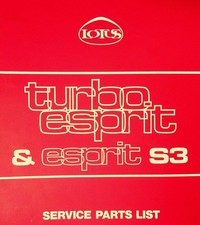 LOTUS
turbo
esprit
& esprit S3
SERVICE PARTS LIST